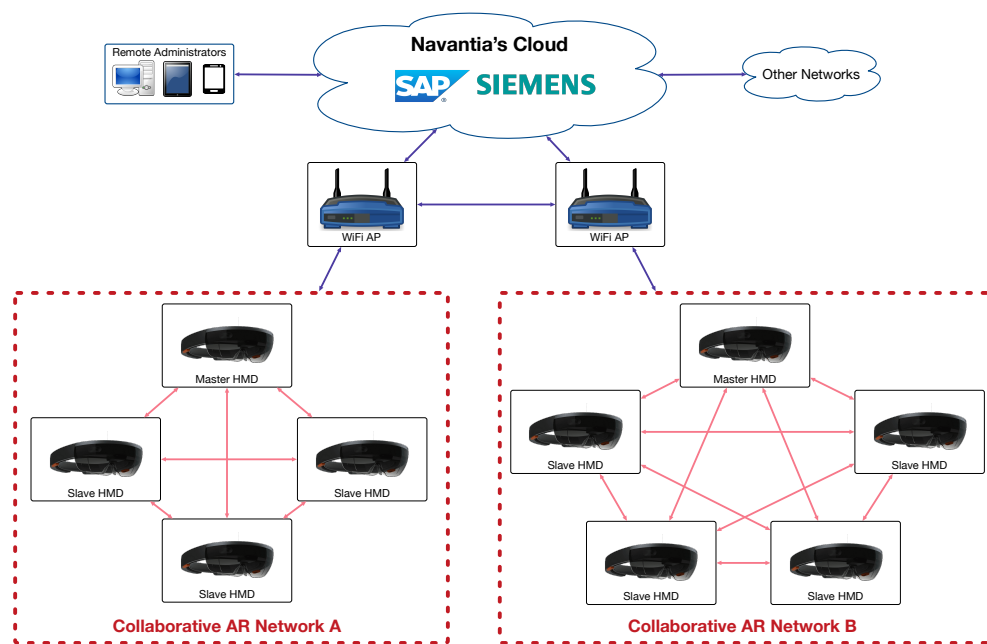 Remote Administrators
Navantia's Cloud
SAP
®
SIEMENS
Other Networks
WiFi AP
WiFi AP
Master HMD
Slave HMD
Slave HMD
Slave HMD
Collaborative AR Network A
Master HMD
Slave HMD
Slave HMD
Slave HMD
Slave HMD
Collaborative AR Network B